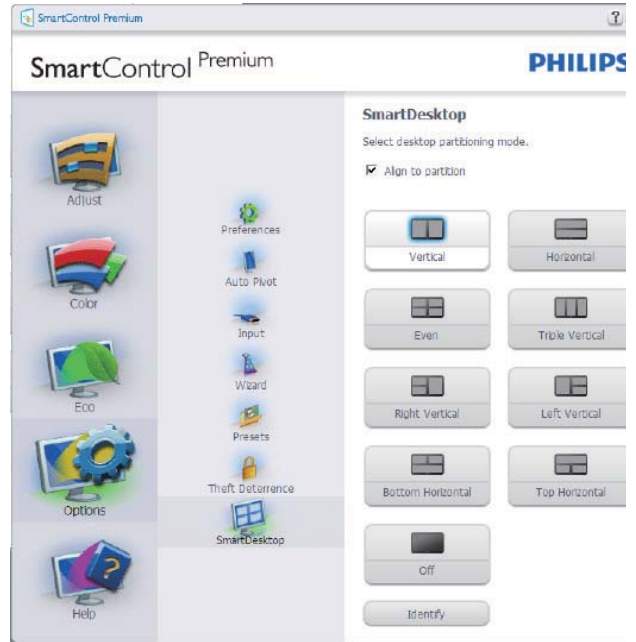 SmartControl Premium
?
SmartControl Premium
PHILIPS
Adjust
Color
Eco
Options
Help
Preferences
Auto Pivot
Input
Wizard
Presets
Theft Deterrence
SmartDesktop
SmartDesktop
Select desktop partitioning mode.
Align to partition
Vertical
Horizontal
Even
Triple Vertical
Right Vertical
Left Vertical
Bottom Horizontal
Top Horizontal
Off
Identify